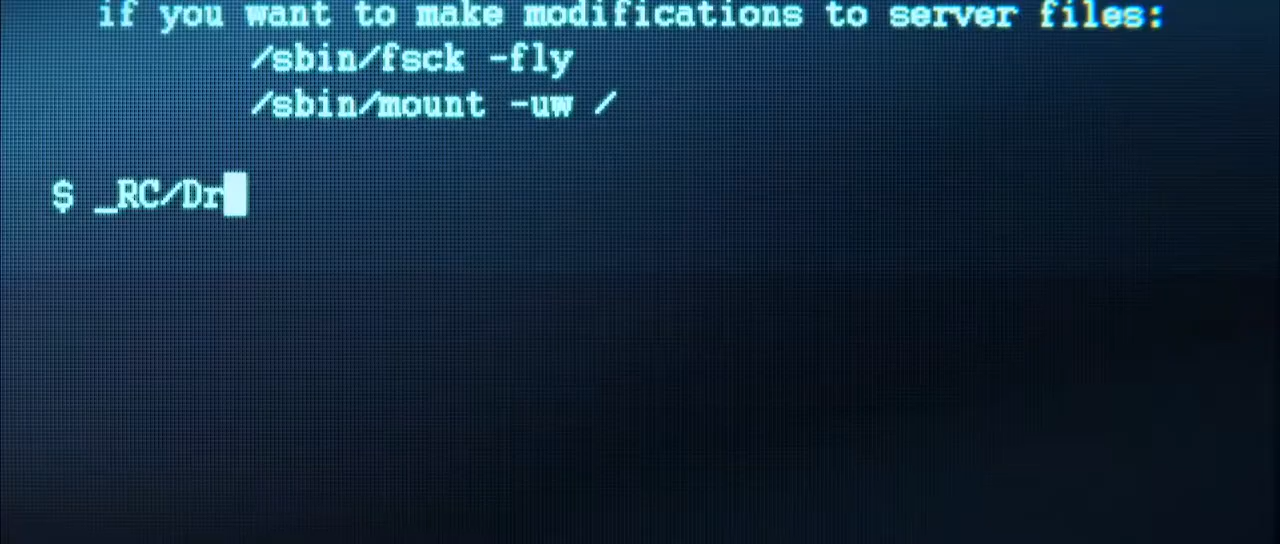 if you want to make modifications to server files:
/sbin/fsck -fly
/sbin/mount -uw /
$ _RC/Dr